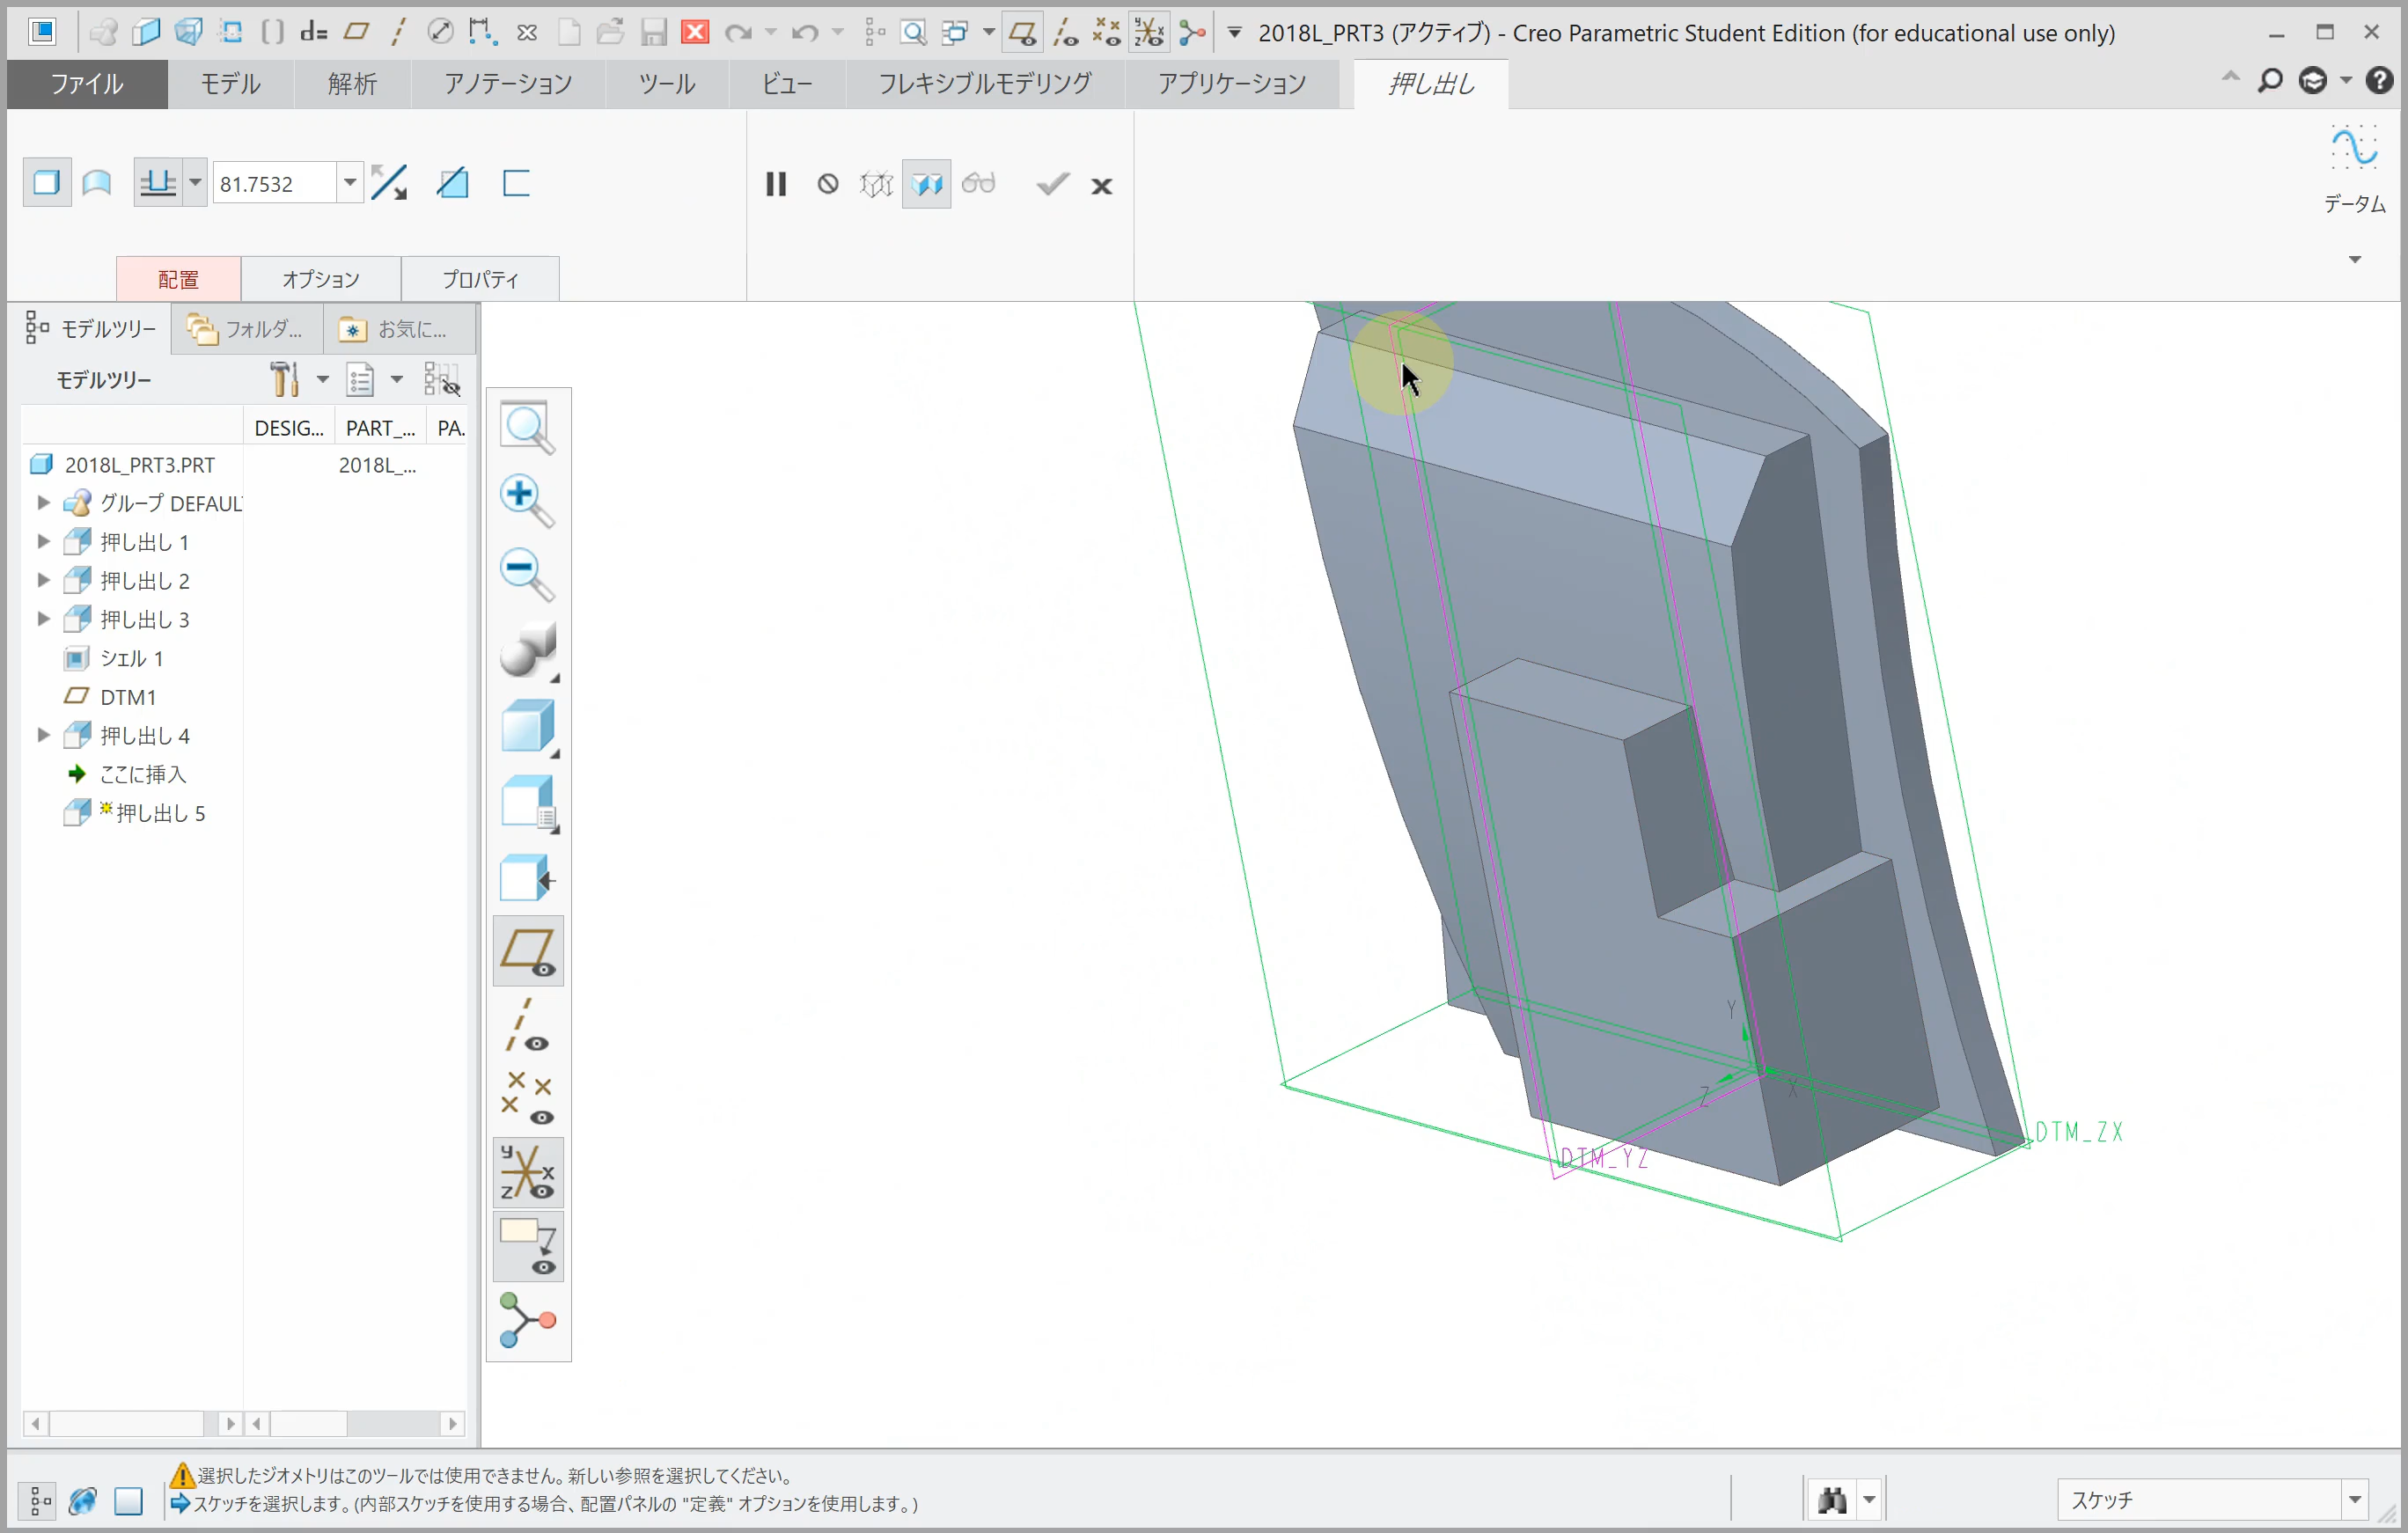 2018L_PRT3 (アクティブ) - Creo Parametric Student Edition (for educational use only)
ファイル モデル 解析 アノテーション ツール ビュー フレキシブルモデリング アプリケーション 押し出し
81.7532
データム
配置 オプション プロパティ
モデルツリー フォルダ... お気に...
モデルツリー
DESIG... PART_... PA.
2018L_PRT3.PRT 2018L_...
グループ DEFAUL
押し出し 1
押し出し 2
押し出し 3
シェル 1
DTM1
押し出し 4
ここに挿入
押し出し 5
Y
Z X
DTM_ZX
DTM_YZ
選択したジオメトリはこのツールでは使用できません。新しい参照を選択してください。
スケッチを選択します。(内部スケッチを使用する場合、配置パネルの "定義" オプションを使用します。)
スケッチ